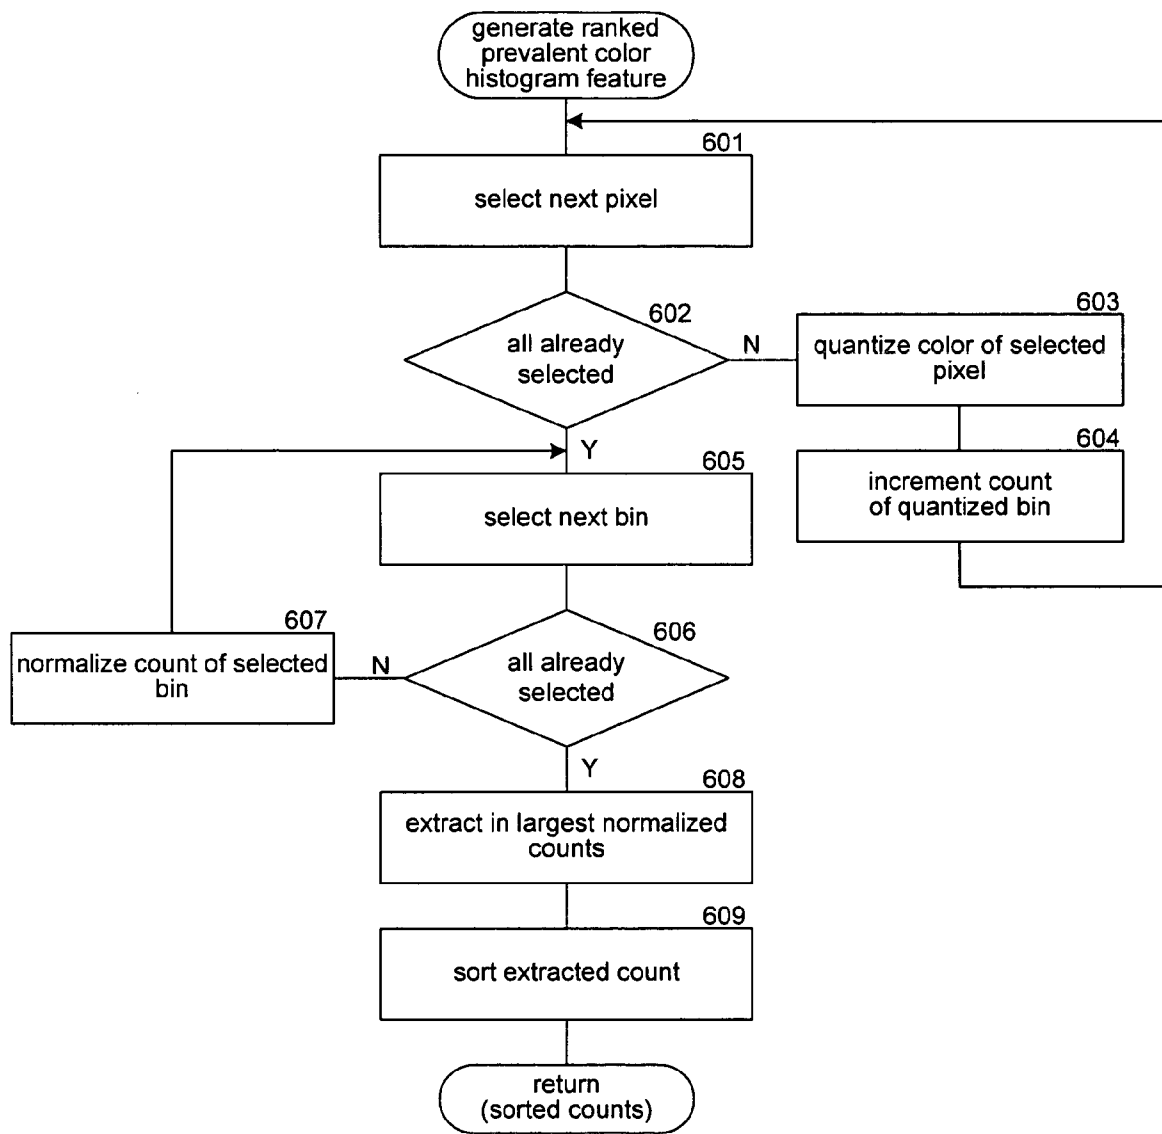 generate ranked
prevalent color
histogram feature
601
select next pixel
602
all already
selected
N
603
quantize color of selected
pixel
604
increment count
of quantized bin
Y
605
select next bin
606
all already
selected
N
607
normalize count of selected
bin
Y
608
extract in largest normalized
counts
609
sort extracted count
return
(sorted counts)